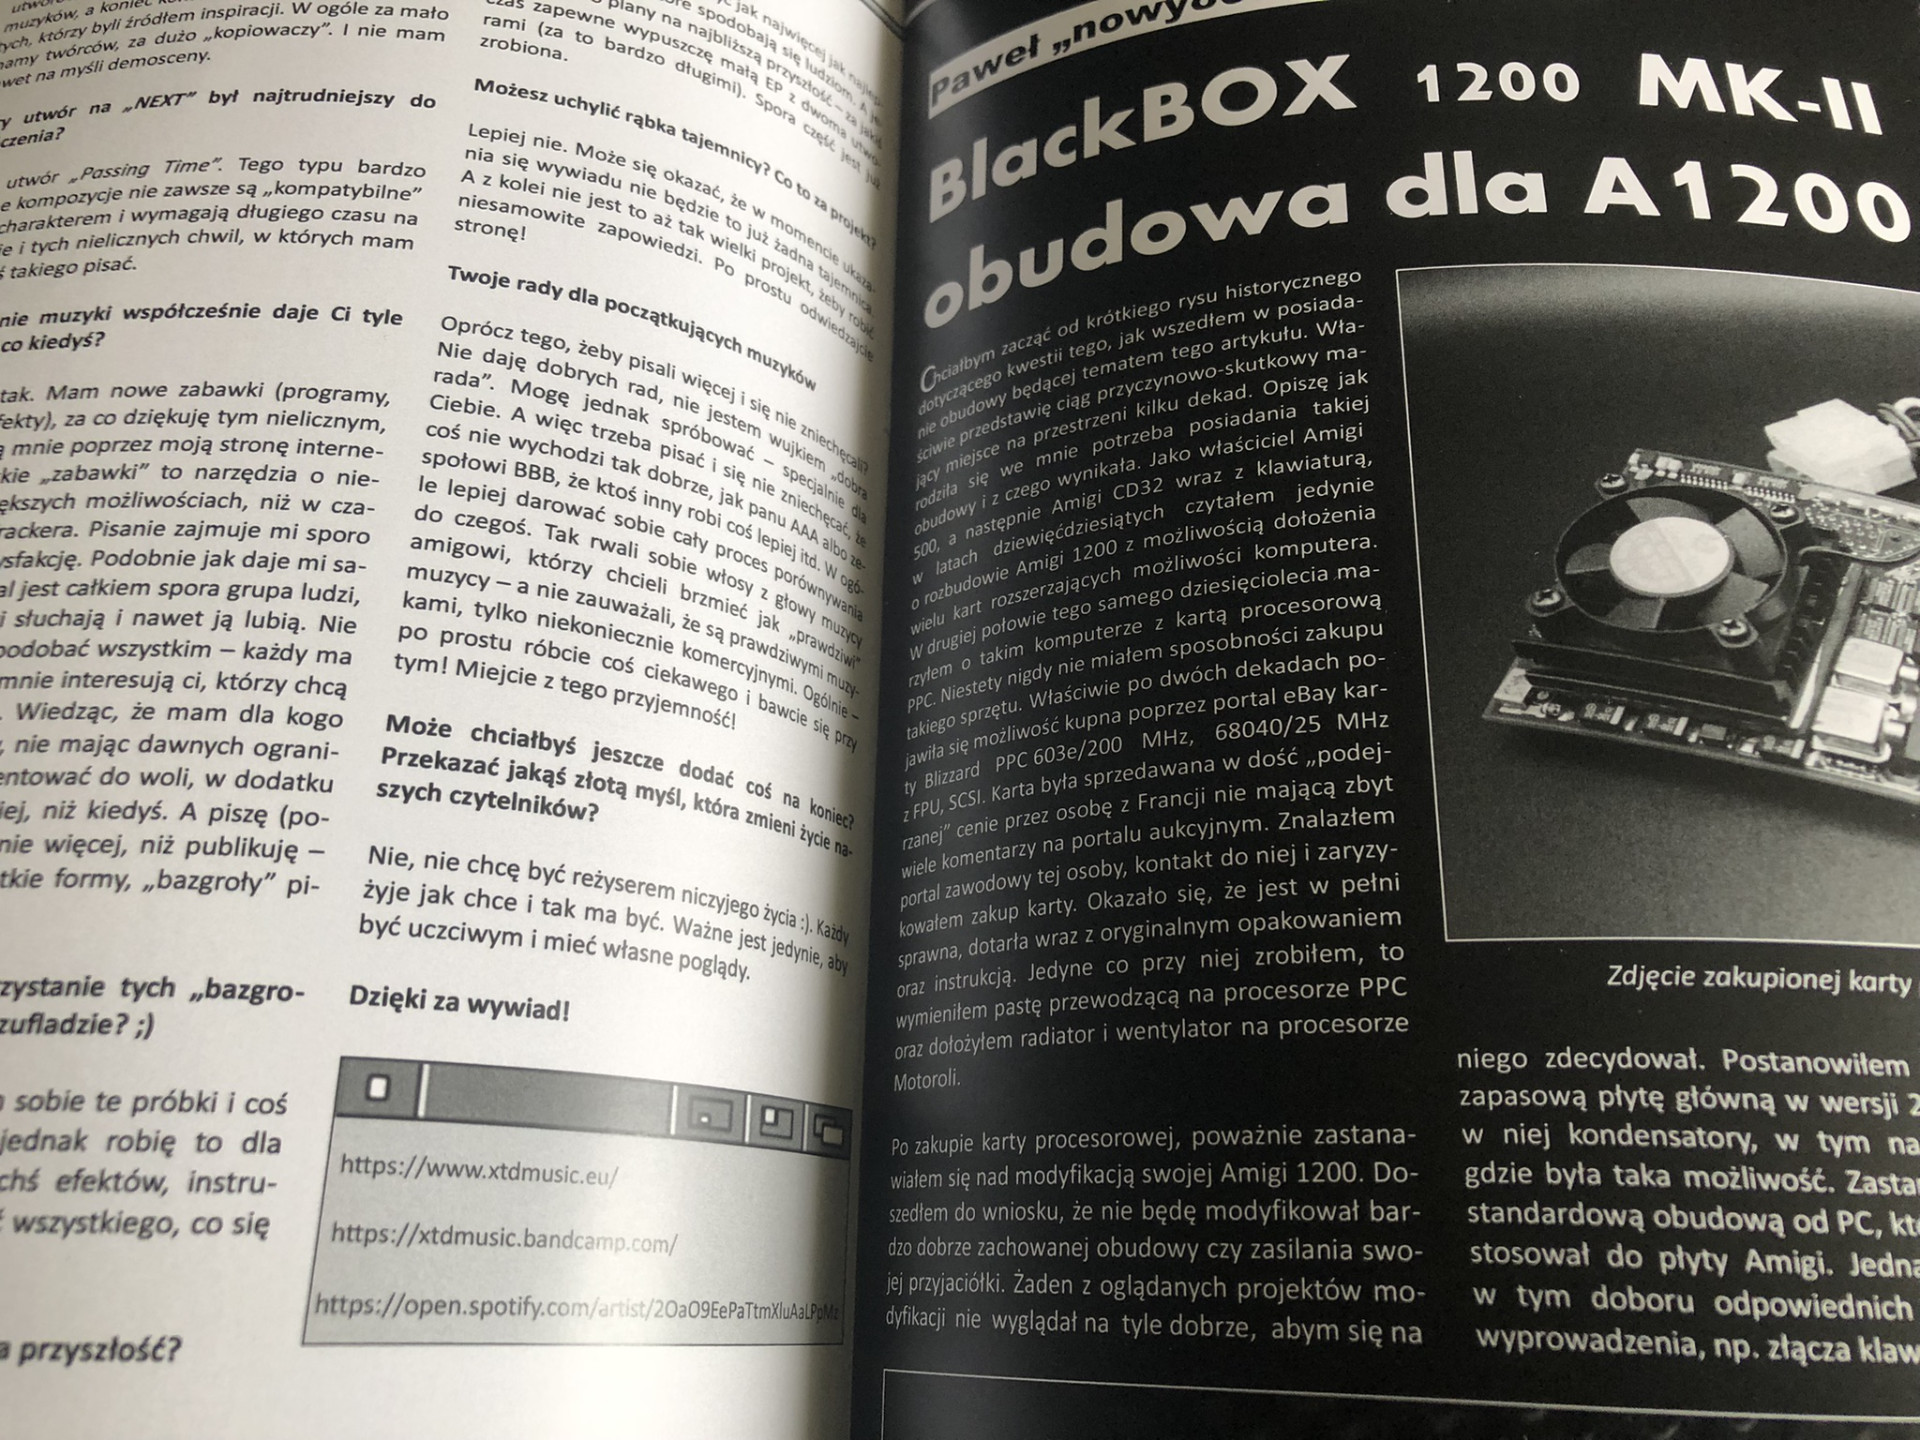 muzyków, a koniec
tych, którzy byli źródłem inspiracji. W ogóle za mało
mamy twórców, za dużo „kopiowaczy”. I nie mam
wet na myśli demosceny.
y utwór na „NEXT” był najtrudniejszy do
czenia?
utwór „Passing Time”. Tego typu bardzo
e kompozycje nie zawsze są „kompatybilne”
charakterem i wymagają długiego czasu na
ie i tych nielicznych chwil, w których mam
ś takiego pisać.
nie muzyki współcześnie daje Ci tyle
co kiedyś?
tak. Mam nowe zabawki (programy,
fekty), za co dziękuję tym nielicznym,
ą mnie poprzez moją stronę interne-
kie „zabawki” to narzędzia o nie-
ększych możliwościach, niż w cza-
rackera. Pisanie zajmuje mi sporo
ysfakcję. Podobnie jak daje mi sa-
al jest całkiem spora grupa ludzi,
i słuchają i nawet ją lubią. Nie
podobać wszystkim – każdy ma
mnie interesują ci, którzy chcą
. Wiedząc, że mam dla kogo
, nie mając dawnych ograni-
entować do woli, w dodatku
iej, niż kiedyś. A piszę (po-
nie więcej, niż publikuję –
tkie formy, „bazgroły” pi-
zystanie tych „bazgro-
zufladzie? ;)
sobie te próbki i coś
jednak robię to dla
chś efektów, instru-
wszystkiego, co się
a przyszłość?
jak najwięcej jak
spodobają się ludziom. A
plany na najbliższą przyszłość – za jakiś
czas zapewne wypuszczę małą EP z dwoma utwo-
rami (za to bardzo długimi). Spora część jest już
zrobiona.
Możesz uchylić rąbka tajemnicy? Co to za projekt?
Lepiej nie. Może się okazać, że w momencie ukaza-
nia się wywiadu nie będzie to już żadna tajemnica.
A z kolei nie jest to aż tak wielki projekt, żeby robić
niesamowite zapowiedzi. Po prostu odwiedzajcie
stronę!
Twoje rady dla początkujących muzyków
Oprócz tego, żeby pisali więcej i się nie zniechęcali?
Nie daję dobrych rad, nie jestem wujkiem „dobra
rada”. Mogę jednak spróbować – specjalnie dla
Ciebie. A więc trzeba pisać i się nie zniechęcać, że
coś nie wychodzi tak dobrze, jak panu AAA albo ze-
społowi BBB, że ktoś inny robi coś lepiej itd. W ogó-
le lepiej darować sobie cały proces porównywania
do czegoś. Tak rwali sobie włosy z głowy muzycy
amigowi, którzy chcieli brzmieć jak „prawdziwi”
muzycy – a nie zauważali, że są prawdziwymi muzy-
kami, tylko niekoniecznie komercyjnymi. Ogólnie –
po prostu róbcie coś ciekawego i bawcie się przy
tym! Miejcie z tego przyjemność!
Może chciałbyś jeszcze dodać coś na koniec?
Przekazać jakąś złotą myśl, która zmieni życie na-
szych czytelników?
Nie, nie chcę być reżyserem niczyjego życia :). Każdy
żyje jak chce i tak ma być. Ważne jest jedynie, aby
być uczciwym i mieć własne poglądy.
Dzięki za wywiad!
https://www.xtdmusic.eu/
https://xtdmusic.bandcamp.com/
https://open.spotify.com/artist/2OaO9EePaTtmXluAaLPpMz
Paweł „nowy
BlackBOX 1200 MK-II
obudowa dla A1200
Chciałbym zacząć od krótkiego rysu historycznego
dotyczącego kwestii tego, jak wszedłem w posiada-
nie obudowy będącej tematem tego artykułu. Wła-
ściwie przedstawię ciąg przyczynowo-skutkowy ma-
jący miejsce na przestrzeni kilku dekad. Opiszę jak
rodziła się we mnie potrzeba posiadania takiej
obudowy i z czego wynikała. Jako właściciel Amigi
500, a następnie Amigi CD32 wraz z klawiaturą,
w latach dziewięćdziesiątych czytałem jedynie
o rozbudowie Amigi 1200 z możliwością dołożenia
wielu kart rozszerzających możliwości komputera.
W drugiej połowie tego samego dziesięciolecia ma-
rzyłem o takim komputerze z kartą procesorową
PPC. Niestety nigdy nie miałem sposobności zakupu
takiego sprzętu. Właściwie po dwóch dekadach po-
jawiła się możliwość kupna poprzez portal eBay kar-
ty Blizzard PPC 603e/200 MHz, 68040/25 MHz
z FPU, SCSI. Karta była sprzedawana w dość „podej-
rzanej” cenie przez osobę z Francji nie mającą zbyt
wiele komentarzy na portalu aukcyjnym. Znalazłem
portal zawodowy tej osoby, kontakt do niej i zaryzy-
kowałem zakup karty. Okazało się, że jest w pełni
sprawna, dotarła wraz z oryginalnym opakowaniem
oraz instrukcją. Jedyne co przy niej zrobiłem, to
wymieniłem pastę przewodzącą na procesorze PPC
oraz dołożyłem radiator i wentylator na procesorze
Motoroli.
Po zakupie karty procesorowej, poważnie zastana-
wiałem się nad modyfikacją swojej Amigi 1200. Do-
szedłem do wniosku, że nie będę modyfikował bar-
dzo dobrze zachowanej obudowy czy zasilania swo-
jej przyjaciółki. Żaden z oglądanych projektów mo-
dyfikacji nie wyglądał na tyle dobrze, abym się na
Zdjęcie zakupionej karty
niego zdecydował. Postanowiłem
zapasową płytę główną w wersji 2
w niej kondensatory, w tym na
gdzie była taka możliwość. Zasta
standardową obudową od PC, któ
stosował do płyty Amigi. Jedna
w tym doboru odpowiednich
wyprowadzenia, np. złącza klaw